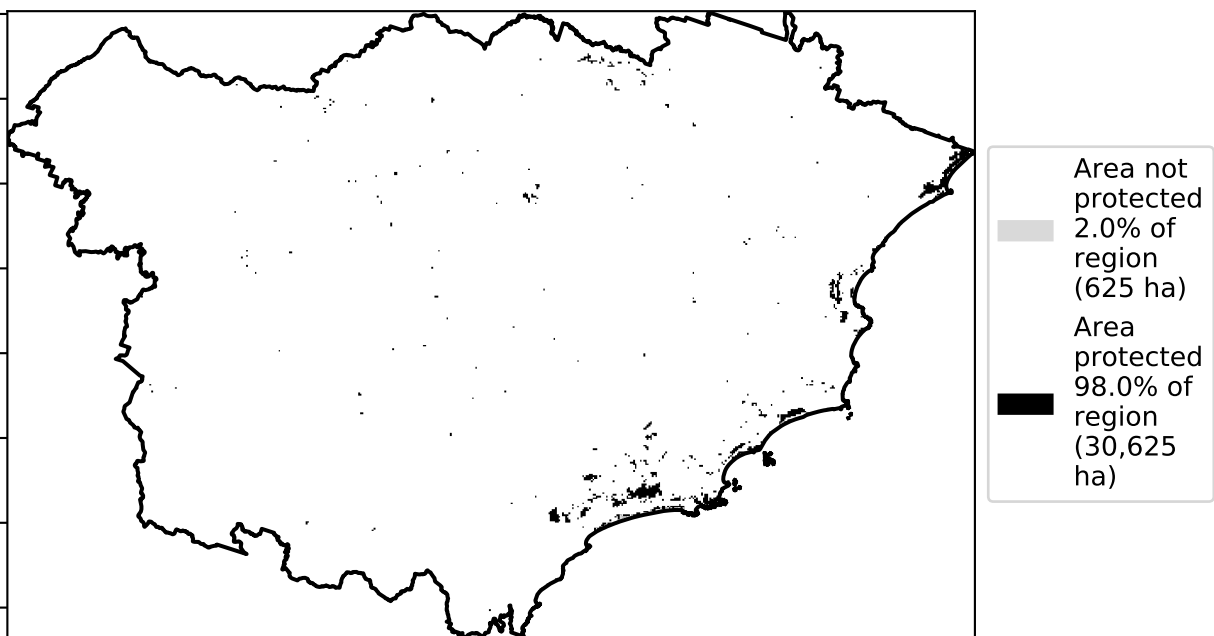 Area not
protected
2.0% of
region
(625 ha)
Area
protected
98.0% of
region
(30,625
ha)